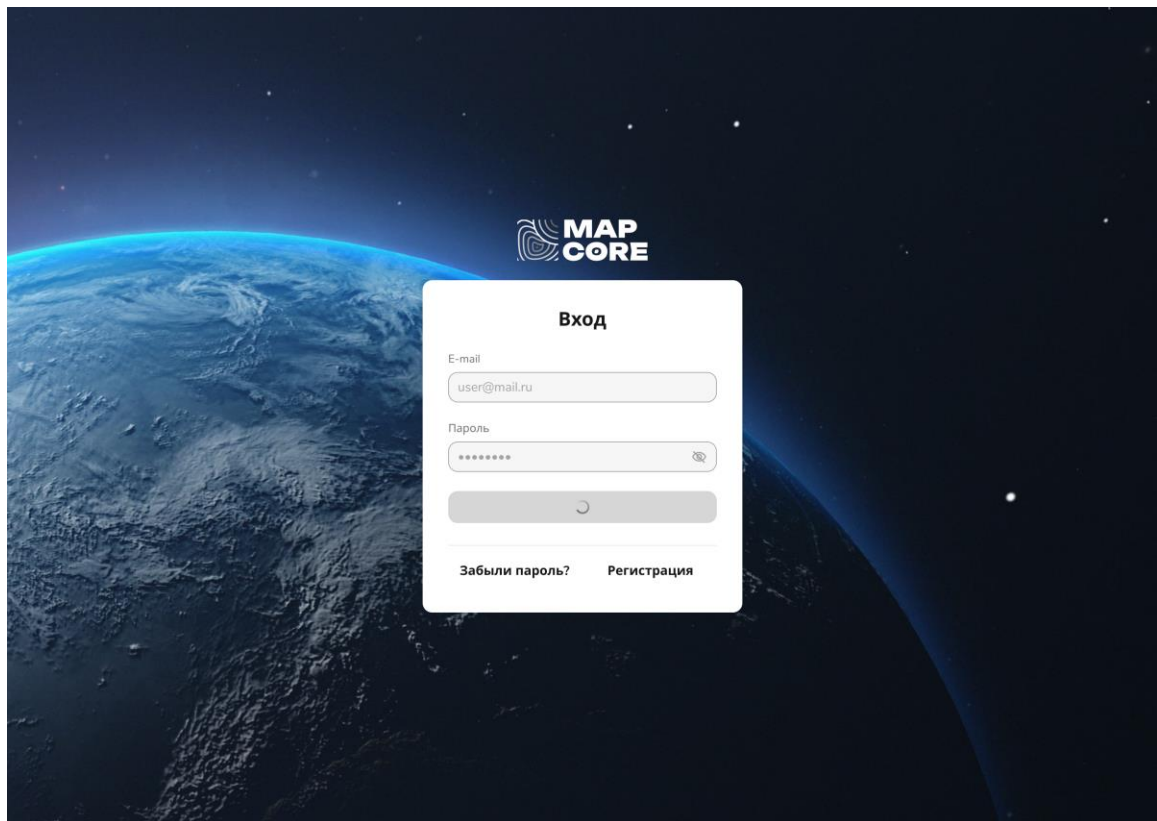 MAP
CORE
Вход
E-mail
user@mail.ru
Пароль
Забыли пароль? Регистрация